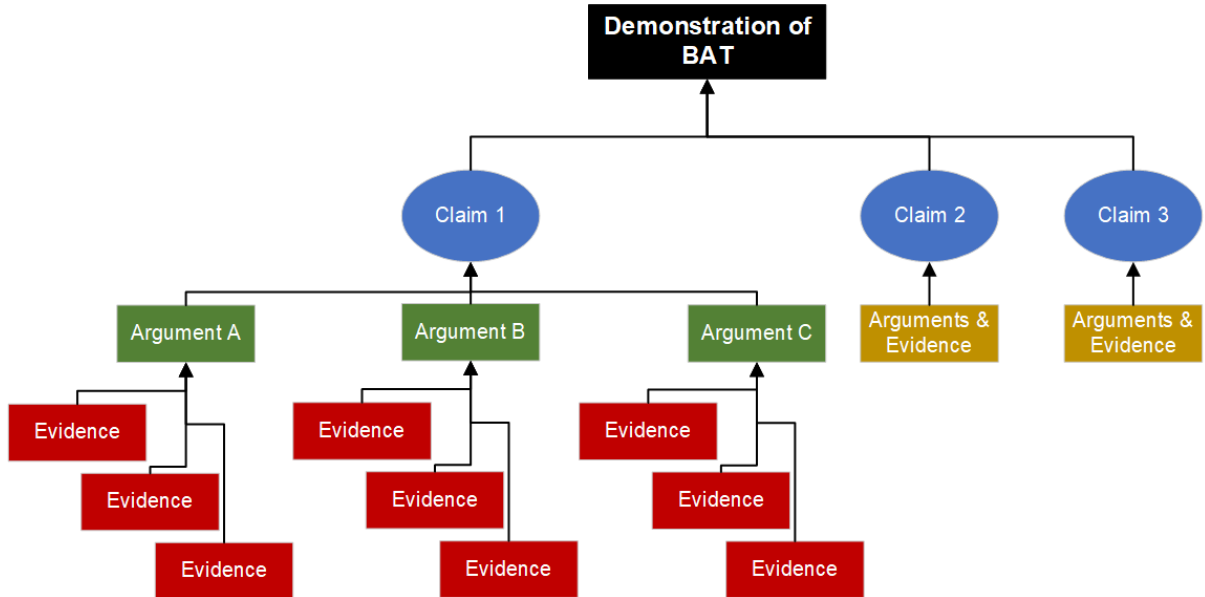 Demonstration of
BAT
Claim 1
Claim 2
Claim 3
Argument A
Argument B
Argument C
Arguments &
Evidence
Arguments &
Evidence
Evidence
Evidence
Evidence
Evidence
Evidence
Evidence
Evidence
Evidence
Evidence